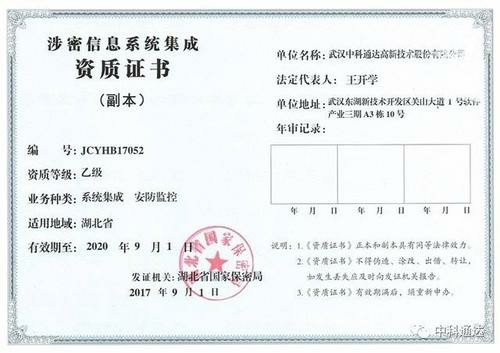 涉密信息系统集成
资质证书
(副本)
编 号: JCYHB17052
资质等级: 乙级
业务种类: 系统集成 安防监控
适用地域: 湖北省
有效期至: 2020 年 9 月 1 日
发证机关: 湖北省国家保密局
2017 年 9 月 1 日
湖北省国家保密局
单位名称: 武汉中科通达高新技术股份有限公司
法定代表人: 王开学
单位地址: 武汉东湖新技术开发区关山大道 1 号软件
产业三期 A3 栋 10 号
年审记录:
年 月 日 年 月 日 年 月 日
说明: 1.《资质证书》正本和副本具有同等法律效力。
2.《资质证书》不得伪造、涂改、出借、转让,
如发生丢失应及时向发证机关报告。
3.《资质证书》有效期满后, 须重新申办。
中科通达